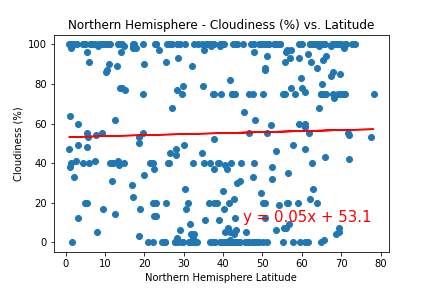 Northern Hemisphere - Cloudiness (%) vs. Latitude
Cloudiness (%)
100
80
60
40
20
0
y = 0.05x + 53.1
0 10 20 30 40 50 60 70 80
Northern Hemisphere Latitude